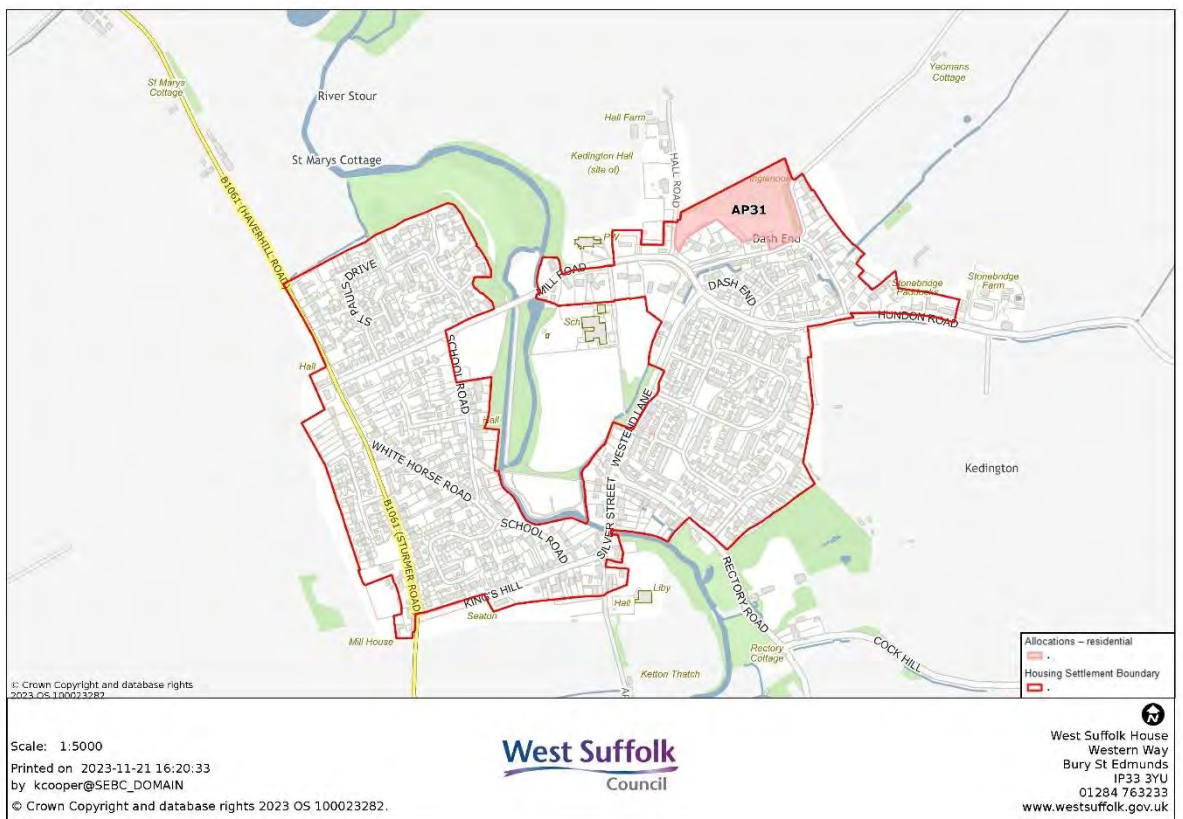 St Marys
Cottage
River Stour
St Marys Cottage
Yeomans
Cottage
Hall Farm
Kedington Hall
(site of)
HALL ROAD
Inglenook
AP31
B1061 (HAVERHILL ROAD)
PW
Dash End
ST PAULS DRIVE
MILL ROAD
DASH END
Stonebridge
Paddocks
Stonebridge
Farm
HUNDON ROAD
Sch
Hall
SCHOOL ROAD
Hall
WESTEND LANE
WHITE HORSE ROAD
Kedington
B1061 (STURMER ROAD)
SCHOOL ROAD
SILVER STREET
KING'S HILL
RECTORY ROAD
Liby
Hall
Seaton
Mill House
Rectory
Cottage
COCK HILL
Ketton Thatch
Allocations – residential
Housing Settlement Boundary
© Crown Copyright and database rights
2023 OS 100023282
N
Scale: 1:5000
Printed on 2023-11-21 16:20:33
by kcooper@SEBC_DOMAIN
© Crown Copyright and database rights 2023 OS 100023282.
West Suffolk
Council
West Suffolk House
Western Way
Bury St Edmunds
IP33 3YU
01284 763233
www.westsuffolk.gov.uk